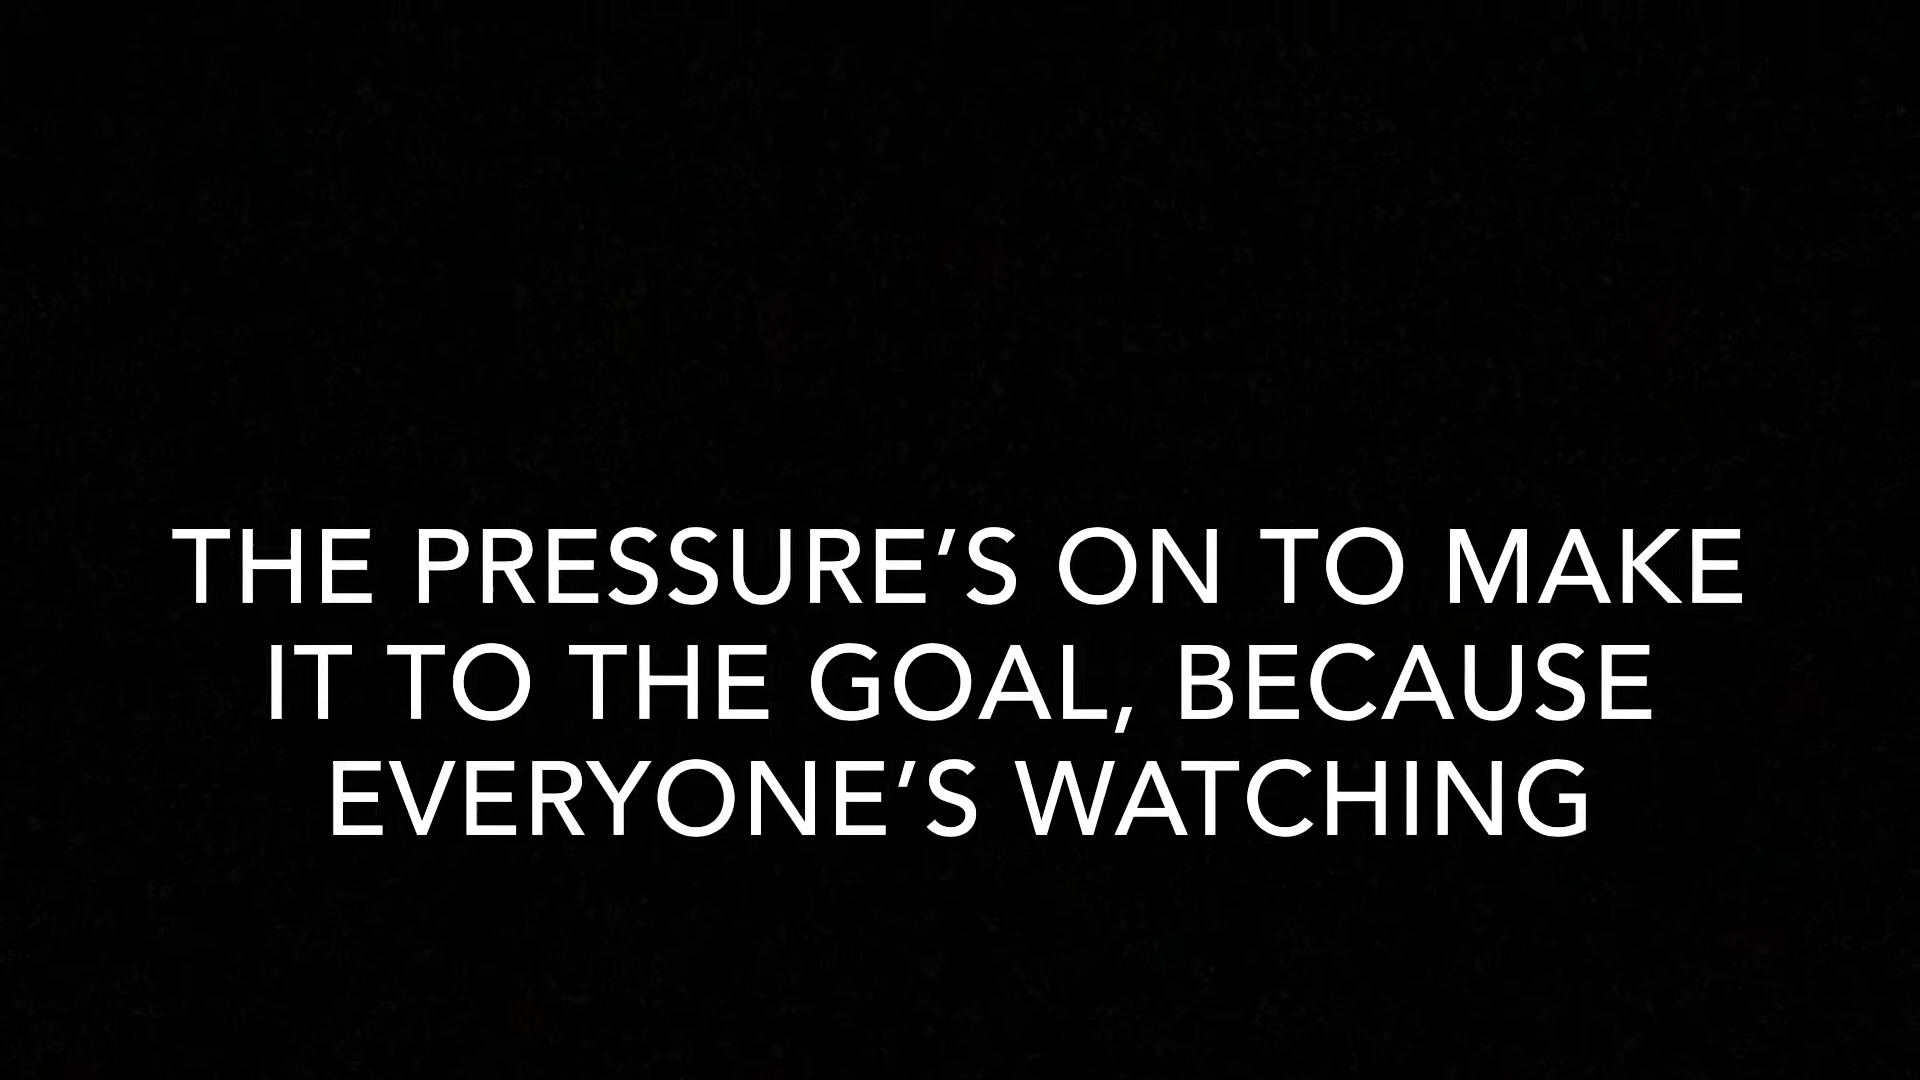 THE PRESSURE’S ON TO MAKE
IT TO THE GOAL, BECAUSE
EVERYONE’S WATCHING